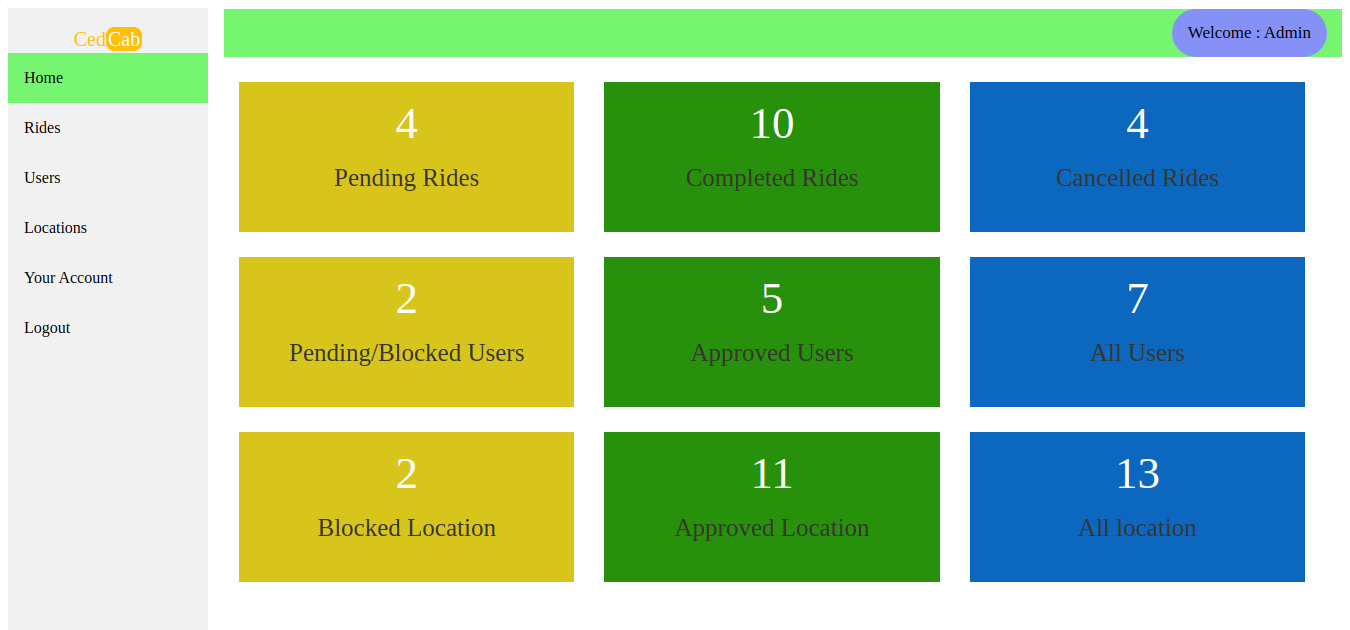 CedCab
Welcome : Admin
Home
Rides
Users
Locations
Your Account
Logout
4
Pending Rides
10
Completed Rides
4
Cancelled Rides
2
Pending/Blocked Users
5
Approved Users
7
All Users
2
Blocked Location
11
Approved Location
13
All location